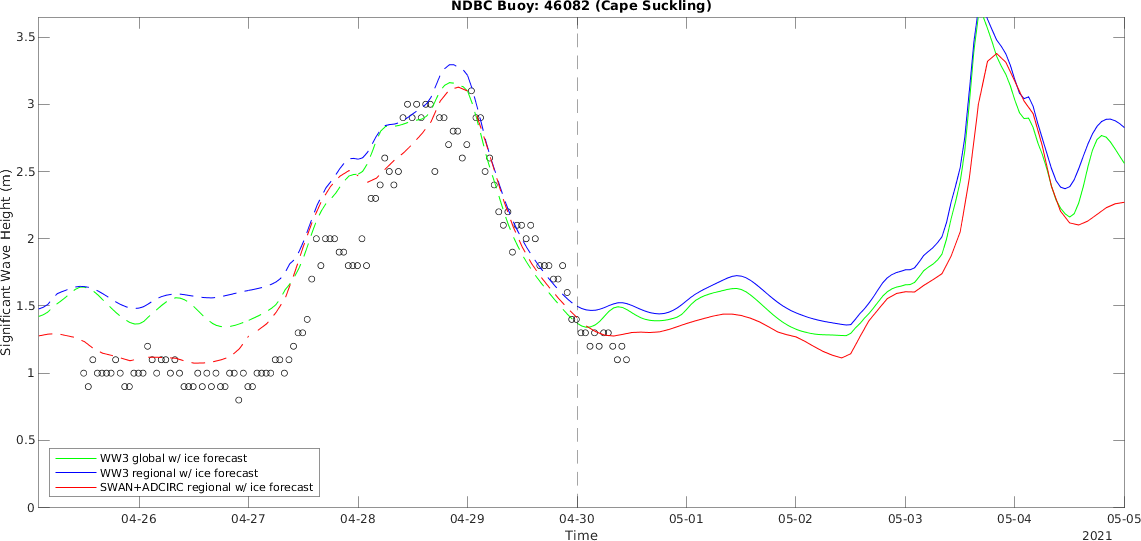 NDBC Buoy: 46082 (Cape Suckling)
Significant Wave Height (m)
3.5
3
2.5
2
1.5
1
0.5
0
WW3 global w/ ice forecast
WW3 regional w/ ice forecast
SWAN+ADCIRC regional w/ ice forecast
04-26 04-27 04-28 04-29 04-30 05-01 05-02 05-03 05-04 05-05
Time
2021